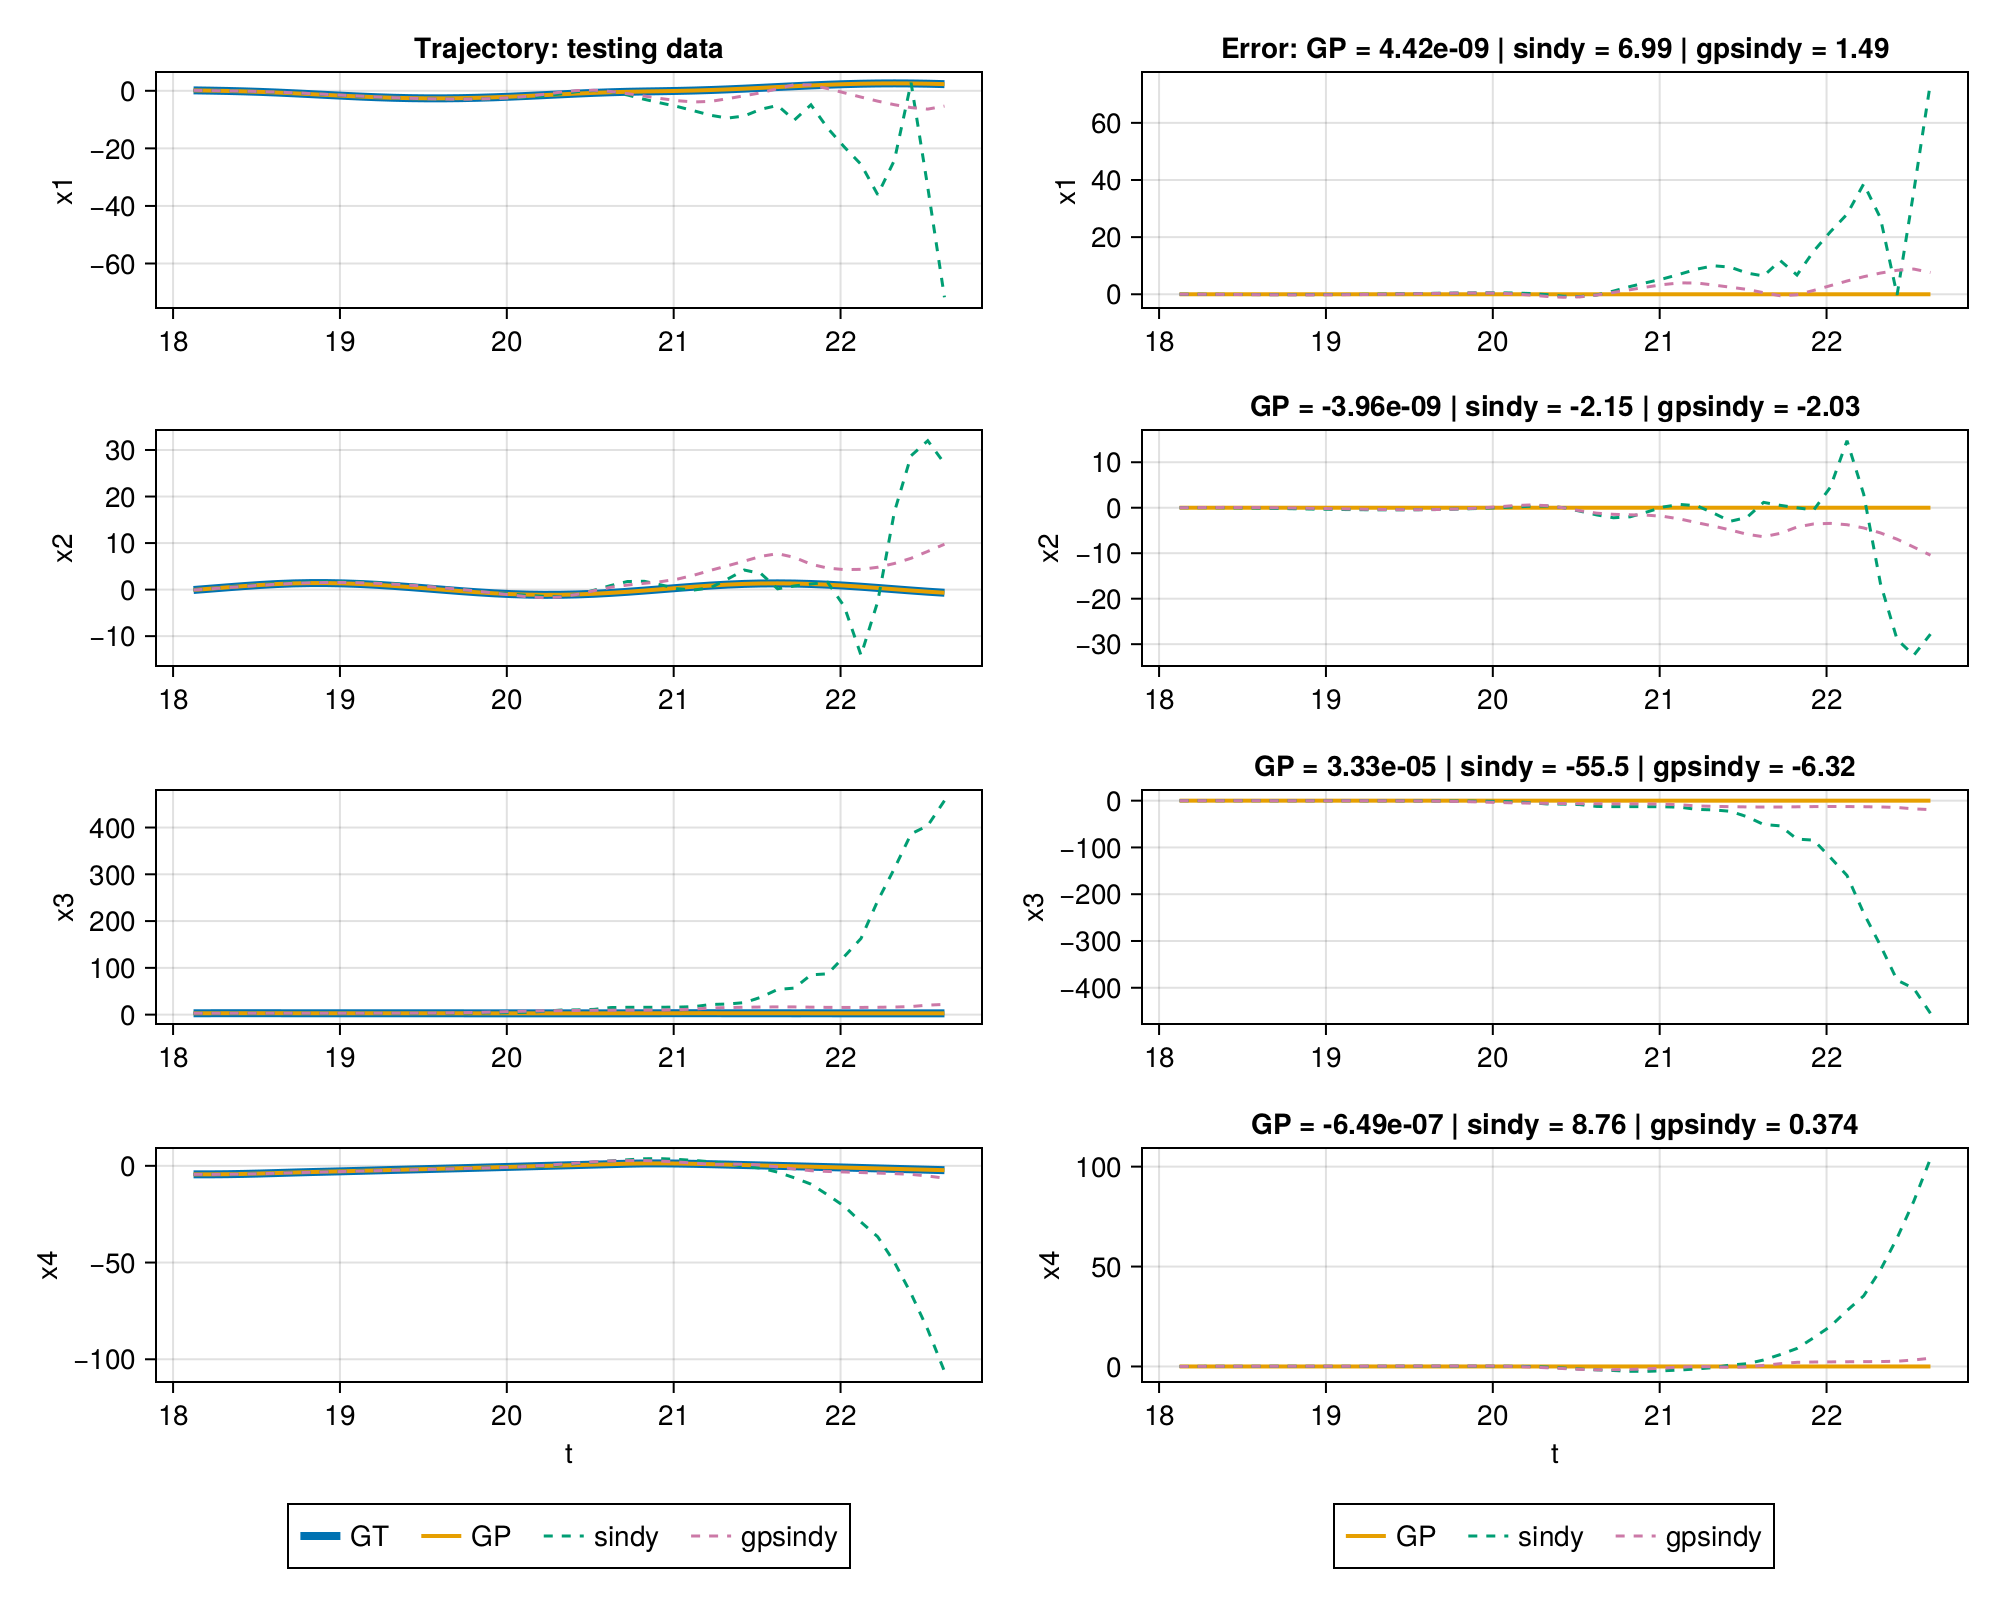 Trajectory: testing data
x1
0
−20
−40
−60
18 19 20 21 22
Error: GP = 4.42e-09 | sindy = 6.99 | gpsindy = 1.49
x1
60
40
20
0
18 19 20 21 22
x2
30
20
10
0
−10
18 19 20 21 22
GP = -3.96e-09 | sindy = -2.15 | gpsindy = -2.03
x2
10
0
−10
−20
−30
18 19 20 21 22
x3
400
300
200
100
0
18 19 20 21 22
GP = 3.33e-05 | sindy = -55.5 | gpsindy = -6.32
x3
0
−100
−200
−300
−400
18 19 20 21 22
x4
0
−50
−100
18 19 20 21 22
t
GP = -6.49e-07 | sindy = 8.76 | gpsindy = 0.374
x4
100
50
0
18 19 20 21 22
t
GT GP sindy gpsindy
GP sindy gpsindy